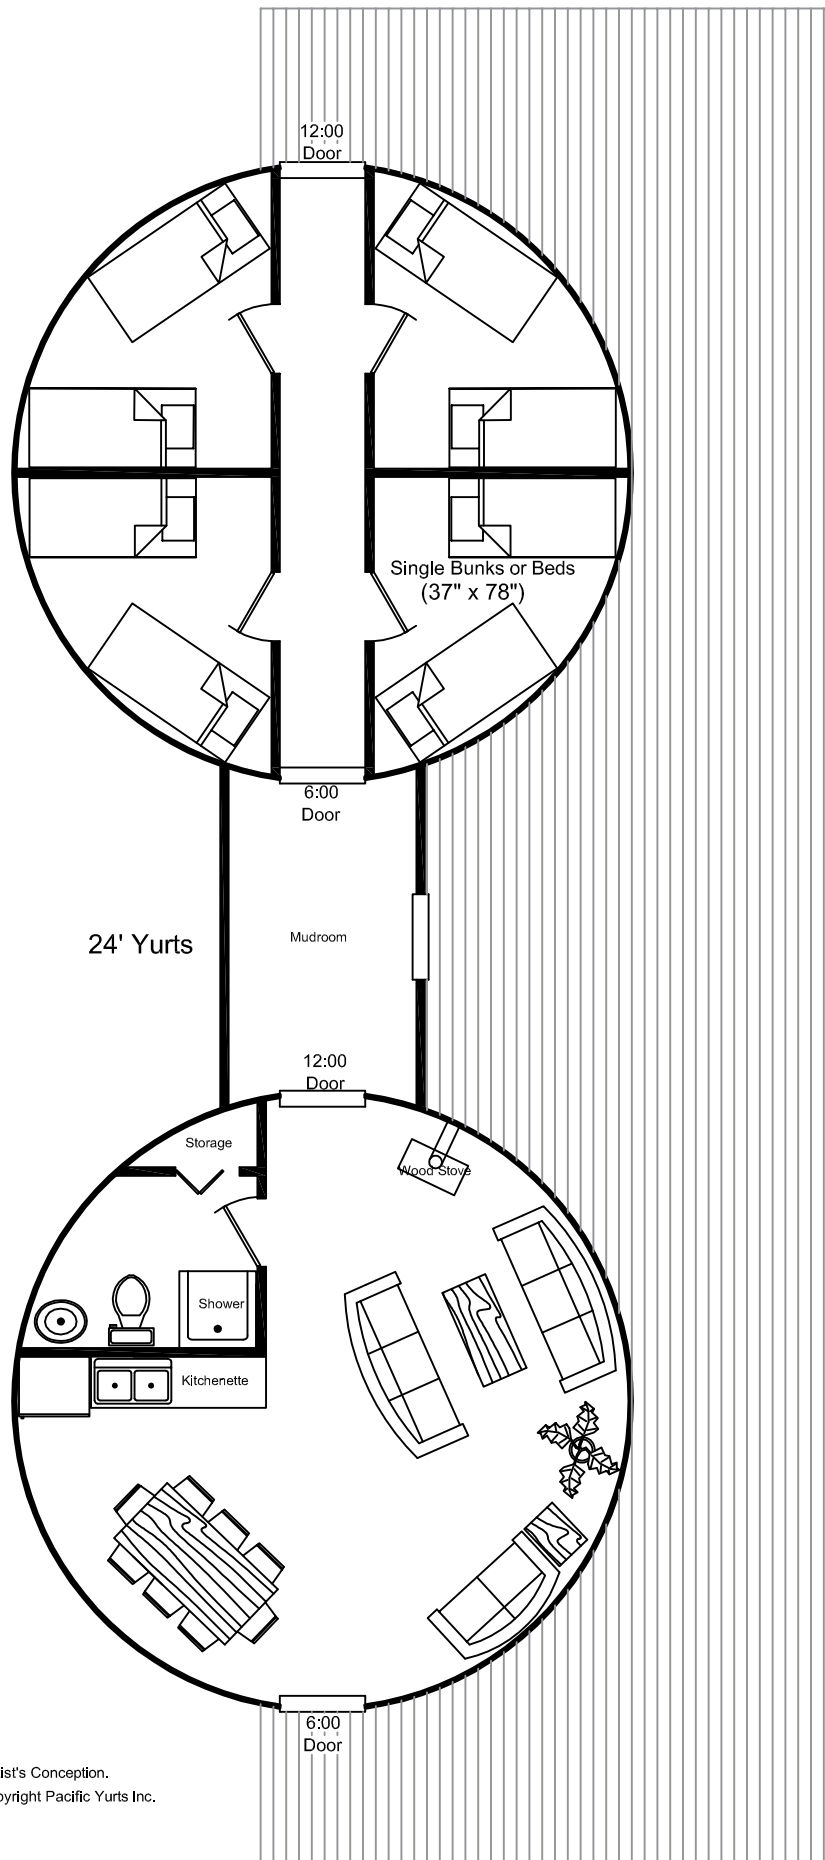 12:00
Door
Single Bunks or Beds
(37" x 78")
6:00
Door
24' Yurts
Mudroom
12:00
Door
Storage
Wood Stove
Shower
Kitchenette
6:00
Door
ist's Conception.
pyright Pacific Yurts Inc.